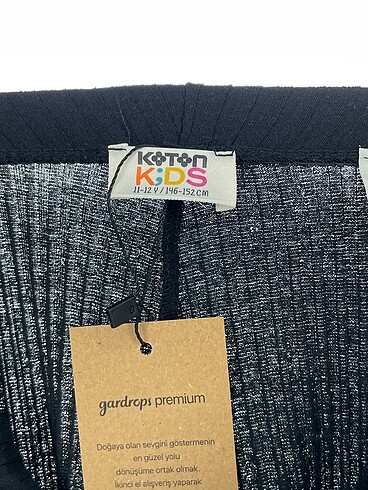 KOTON
KiDS
11-12 Y / 146-152 CM
gardrops premium
Doğaya olan sevgini göstermenin
en güzel yolu
dönüşüme ortak olmak.
İkinci el alışveriş yaparak